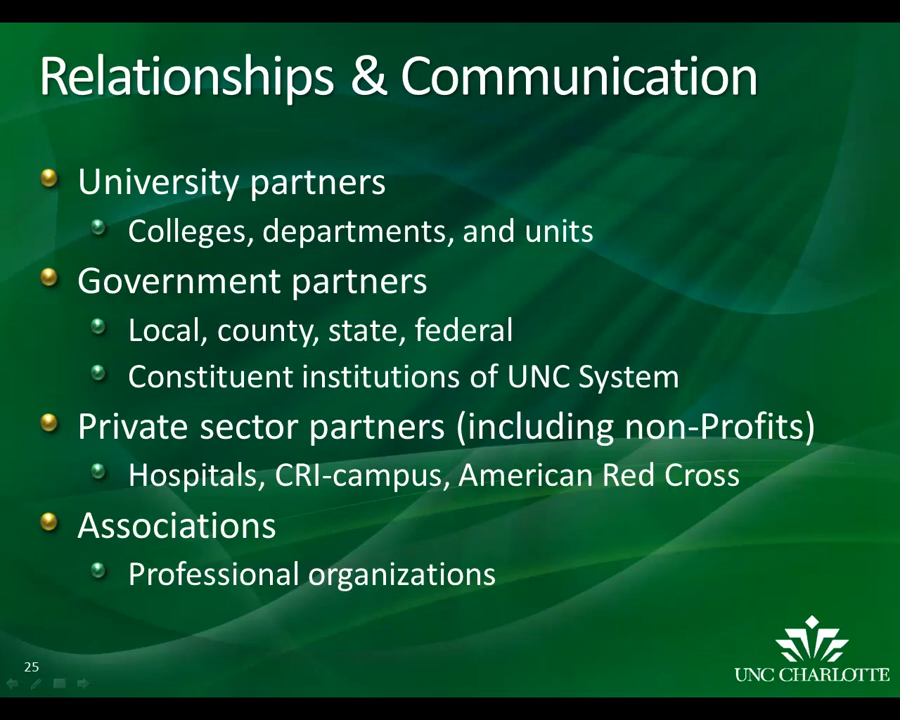 Relationships & Communication
University partners
Colleges, departments, and units
Government partners
Local, county, state, federal
Constituent institutions of UNC System
Private sector partners (including non-Profits)
Hospitals, CRI-campus, American Red Cross
Associations
Professional organizations
25
UNC CHARLOTTE